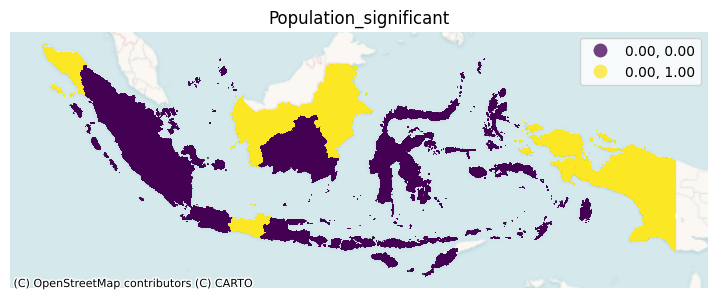 Population_significant
0.00, 0.00
0.00, 1.00
(C) OpenStreetMap contributors (C) CARTO